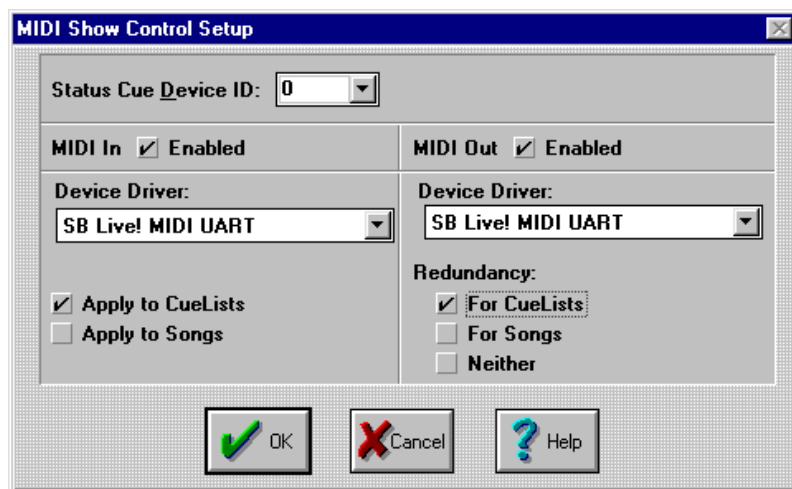 MIDI Show Control Setup
Status Cue Device ID: 0
MIDI In Enabled
MIDI Out Enabled
Device Driver:
SB Live! MIDI UART
Apply to CueLists
Apply to Songs
Device Driver:
SB Live! MIDI UART
Redundancy:
For CueLists
For Songs
Neither
OK
Cancel
Help